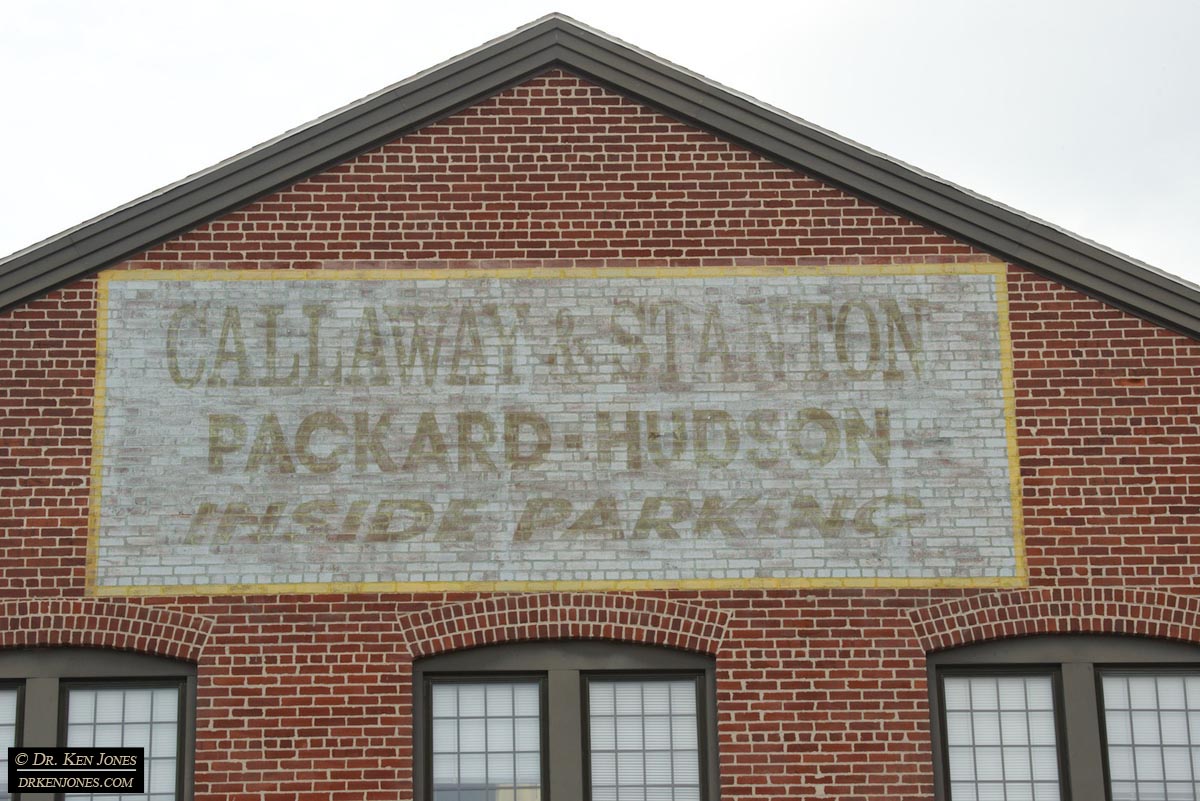 CALLAWAY & STANTON
PACKARD - HUDSON
INSIDE PARKING
© DR. KEN JONES
DRKENJONES.COM